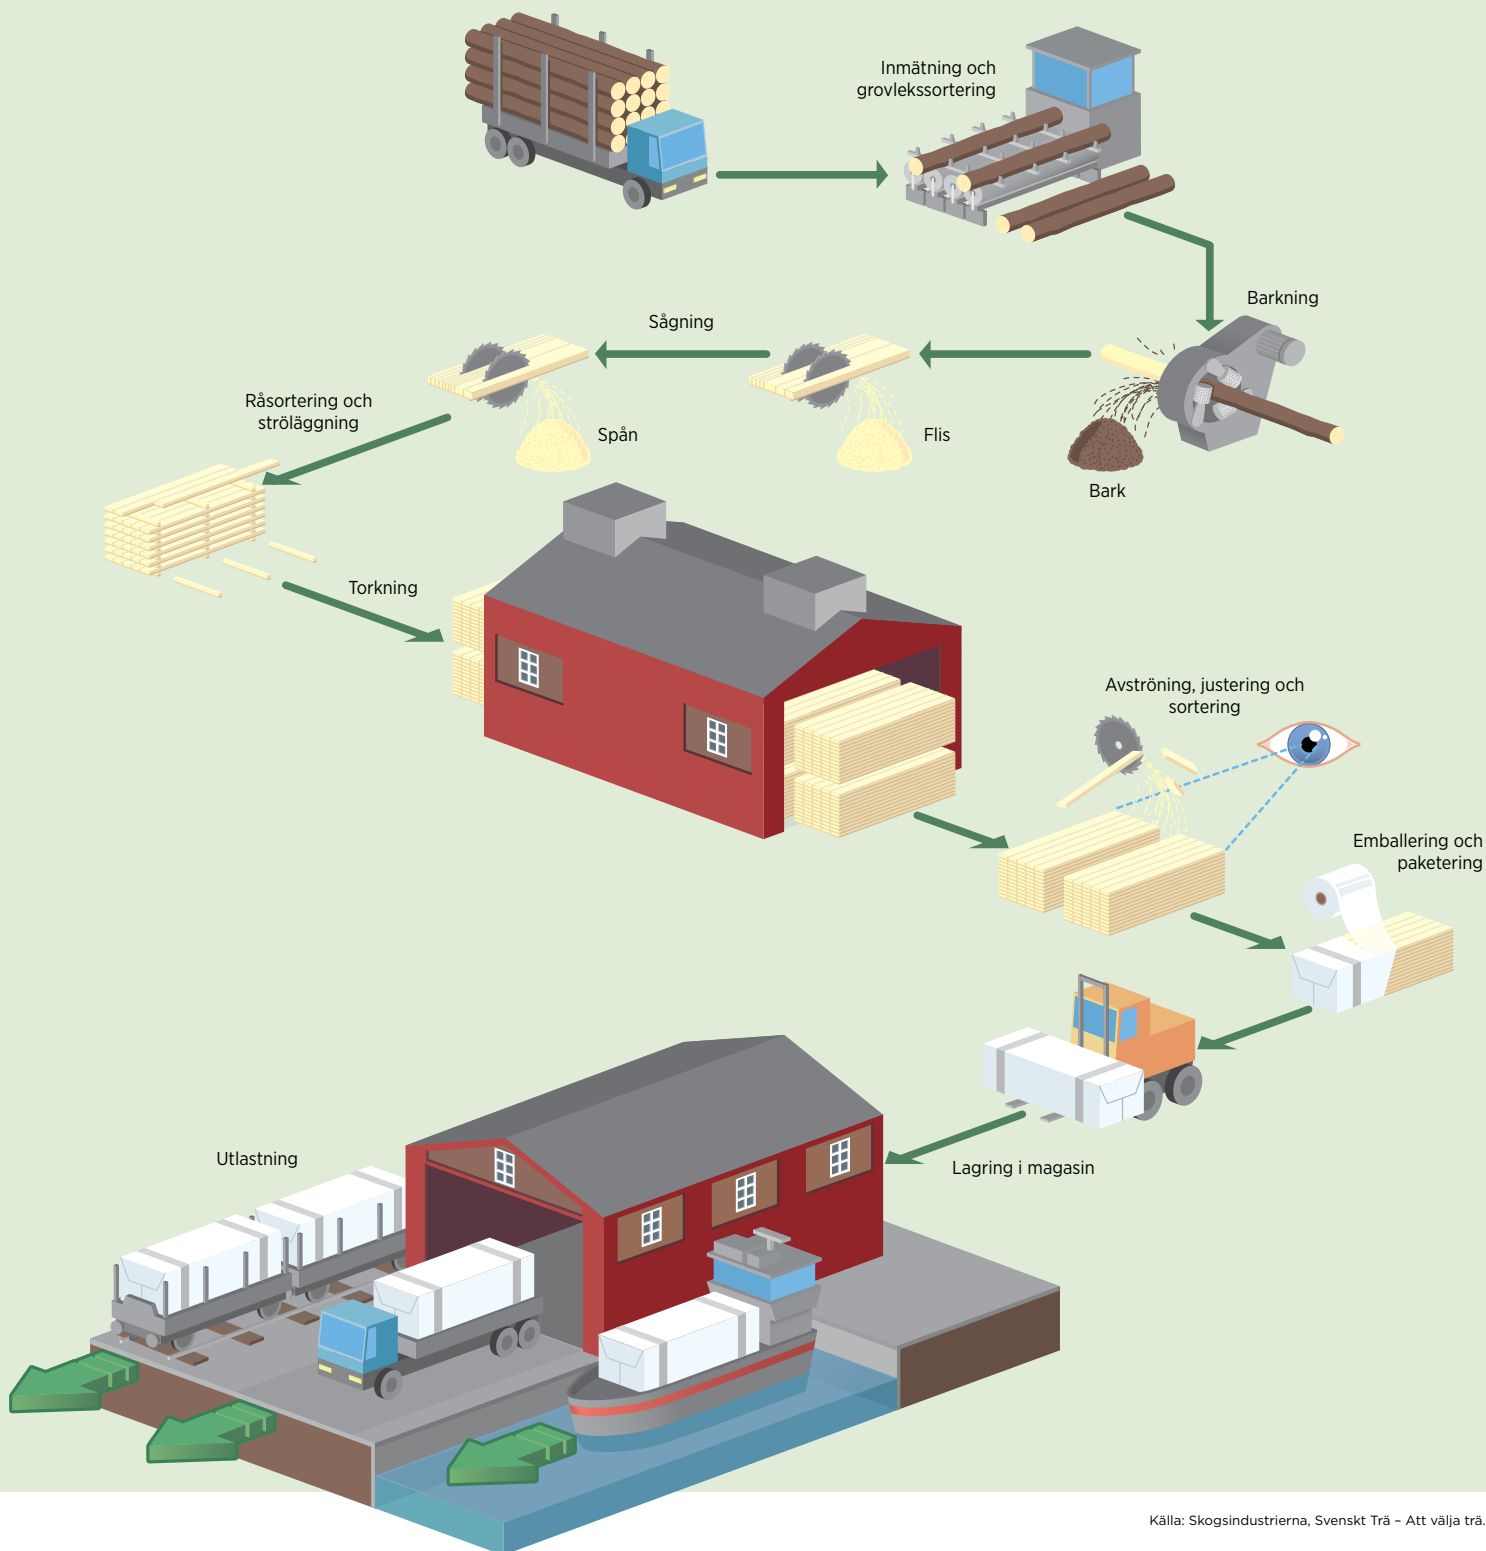 Inmätning och
grovlekssortering
Barkning
Sågning
Råsortering och
ströläggning
Spån
Flis
Bark
Torkning
Avströning, justering och
sortering
Emballering och
paketering
Lagring i magasin
Utlastning
Källa: Skogsindustrierna, Svenskt Trä – Att välja trä.